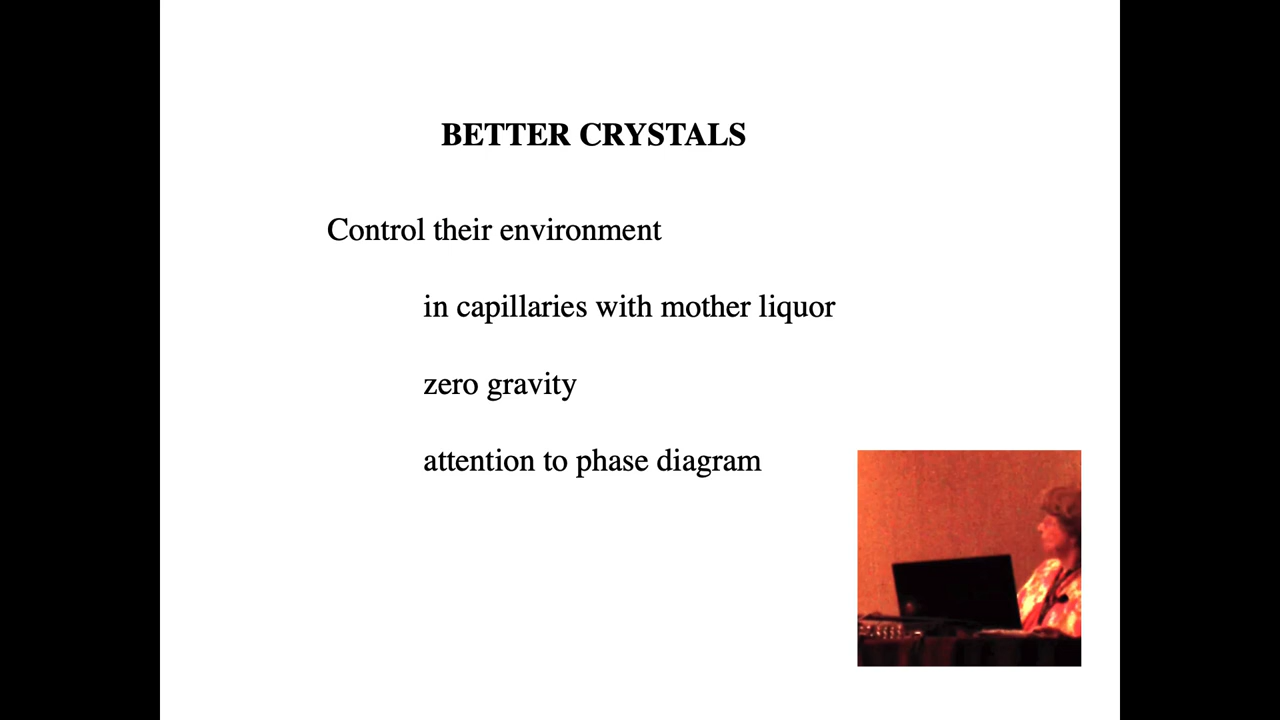 BETTER CRYSTALS
Control their environment
in capillaries with mother liquor
zero gravity
attention to phase diagram